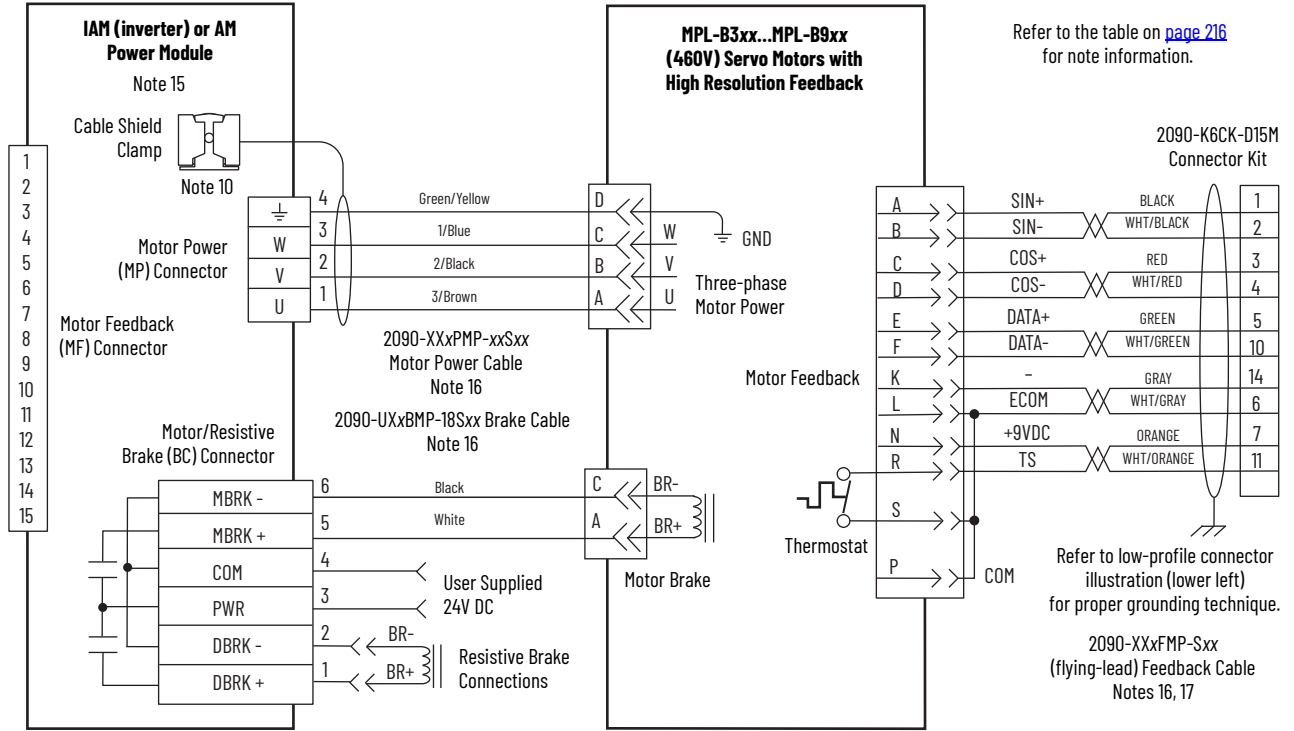 IAM (inverter) or AM
Power Module
Note 15
Cable Shield
Clamp
Note 10
1
2
3
4
5
6
7
8
9
10
11
12
13
14
15
Motor Power
(MP) Connector
W
V
U
4
3
2
1
Motor Feedback
(MF) Connector
Motor/Resistive
Brake (BC) Connector
MBRK -
MBRK +
COM
PWR
DBRK -
DBRK +
6
5
4
3
2
1
Green/Yellow
1/Blue
2/Black
3/Brown
2090-XXxPMP-xxSxx
Motor Power Cable
Note 16
2090-UXxBMP-18Sxx Brake Cable
Note 16
Black
White
User Supplied
24V DC
BR-
BR+
Resistive Brake
Connections
MPL-B3xx...MPL-B9xx
(460V) Servo Motors with
High Resolution Feedback
D
C
B
A
W
V
U
GND
Three-phase
Motor Power
C
A
BR-
BR+
Motor Brake
Motor Feedback
Thermostat
A
B
C
D
E
F
K
L
N
R
S
P
SIN+
SIN-
COS+
COS-
DATA+
DATA-
-
ECOM
+9VDC
TS
COM
BLACK
WHT/BLACK
RED
WHT/RED
GREEN
WHT/GREEN
GRAY
WHT/GRAY
ORANGE
WHT/ORANGE
1
2
3
4
5
10
14
6
7
11
Refer to the table on page 216
for note information.
2090-K6CK-D15M
Connector Kit
Refer to low-profile connector
illustration (lower left)
for proper grounding technique.
2090-XXxFMP-Sxx
(flying-lead) Feedback Cable
Notes 16, 17